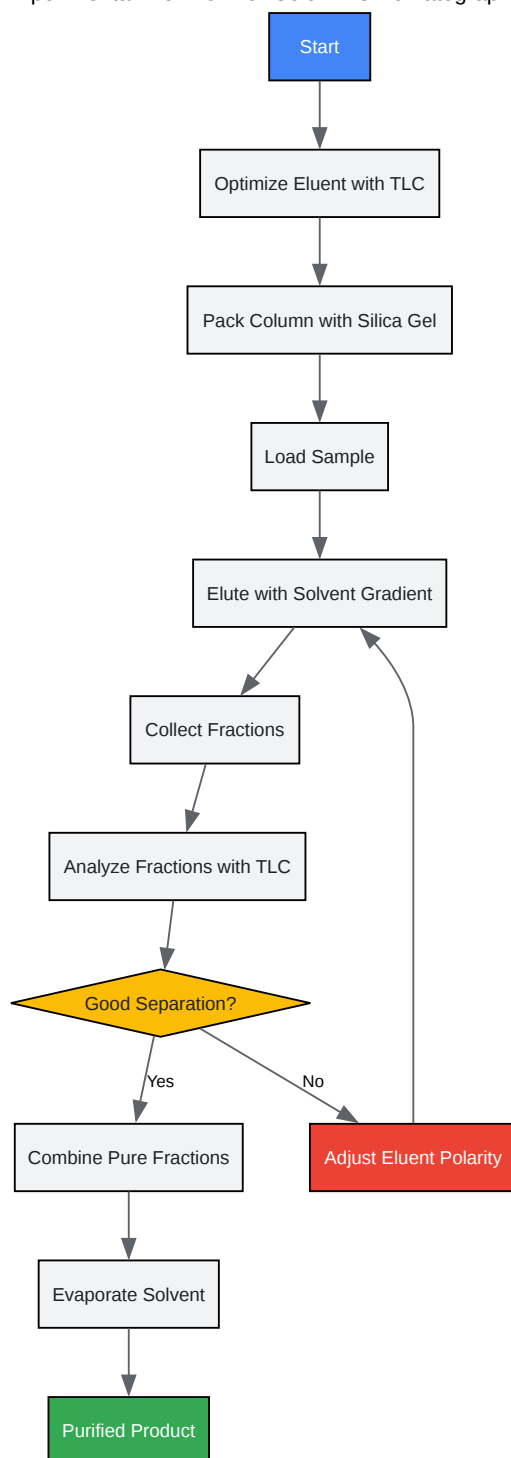 Start
Optimize Eluent with TLC
Pack Column with Silica Gel
Load Sample
Elute with Solvent Gradient
Collect Fractions
Analyze Fractions with TLC
Good Separation?
Yes
No
Combine Pure Fractions
Adjust Eluent Polarity
Evaporate Solvent
Purified Product